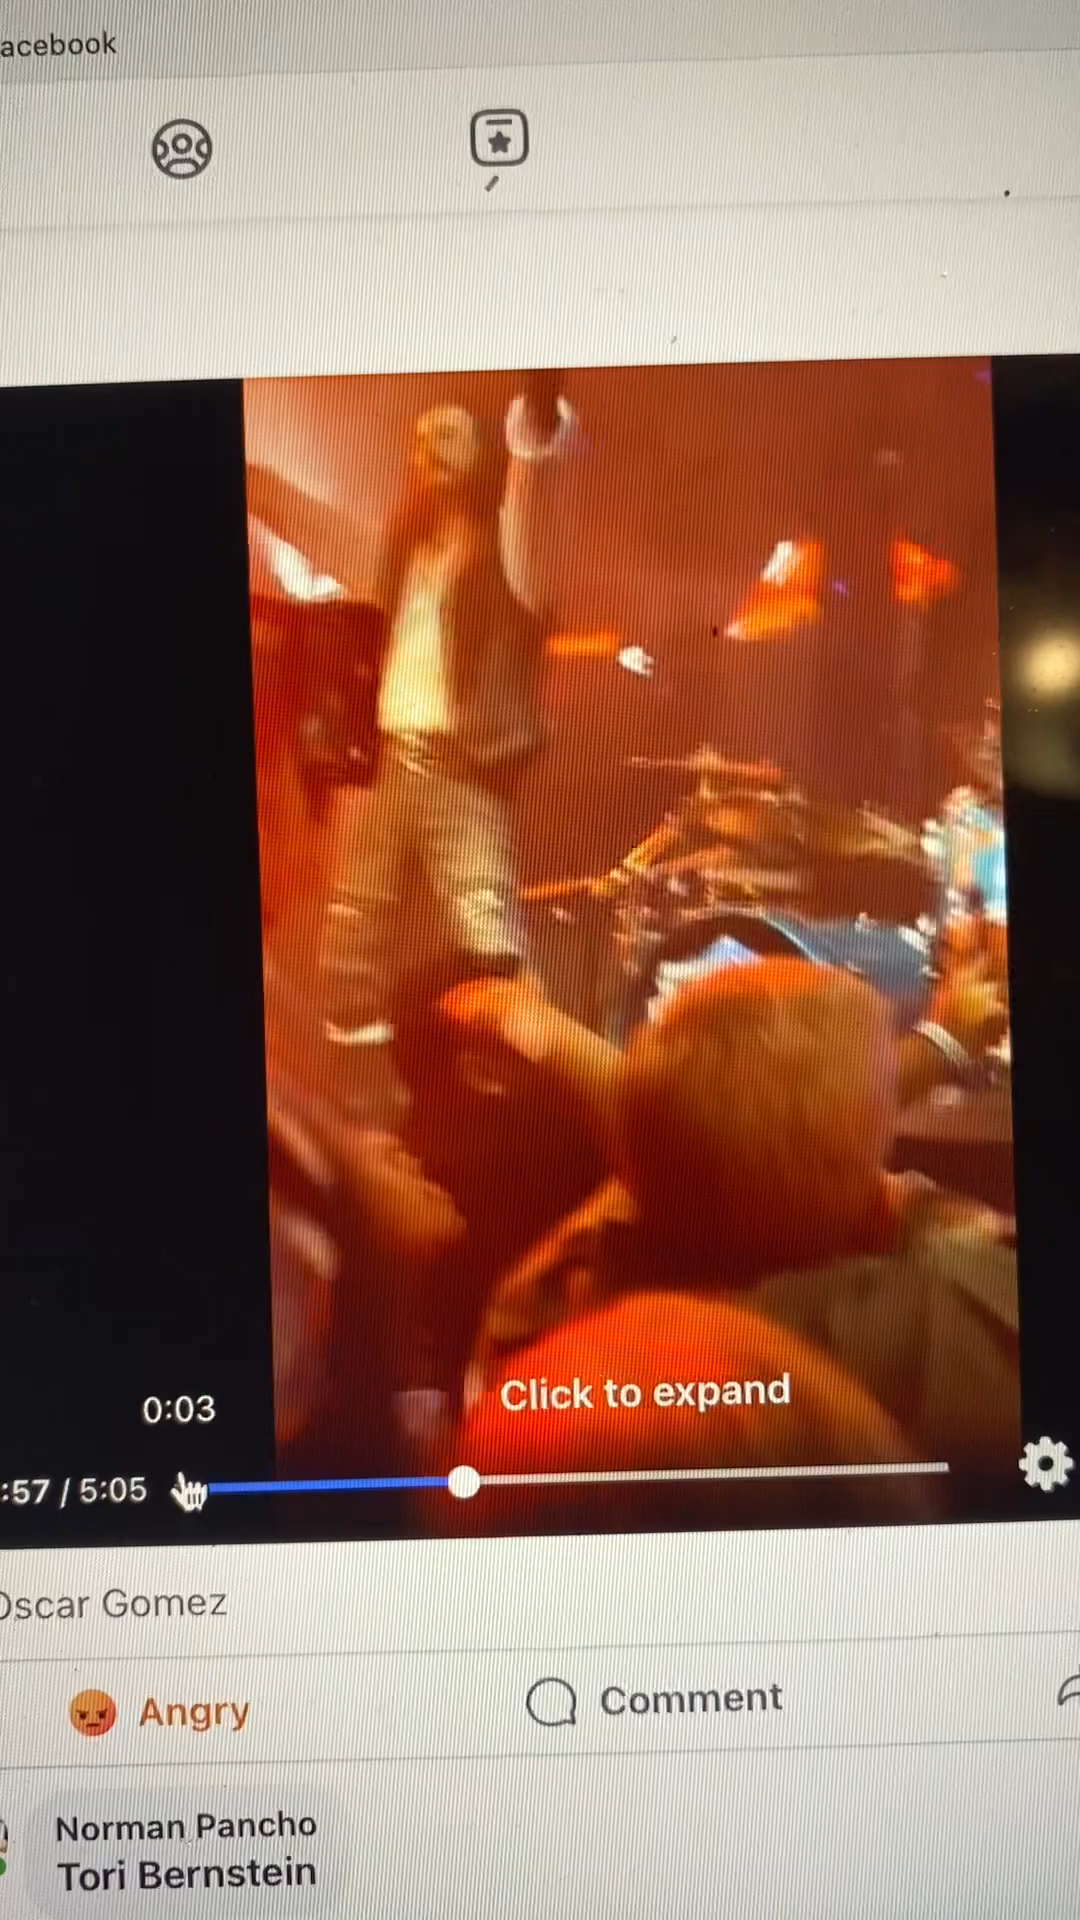 acebook
0:03
Click to expand
:57 / 5:05
Oscar Gomez
Angry
Comment
Norman Pancho
Tori Bernstein